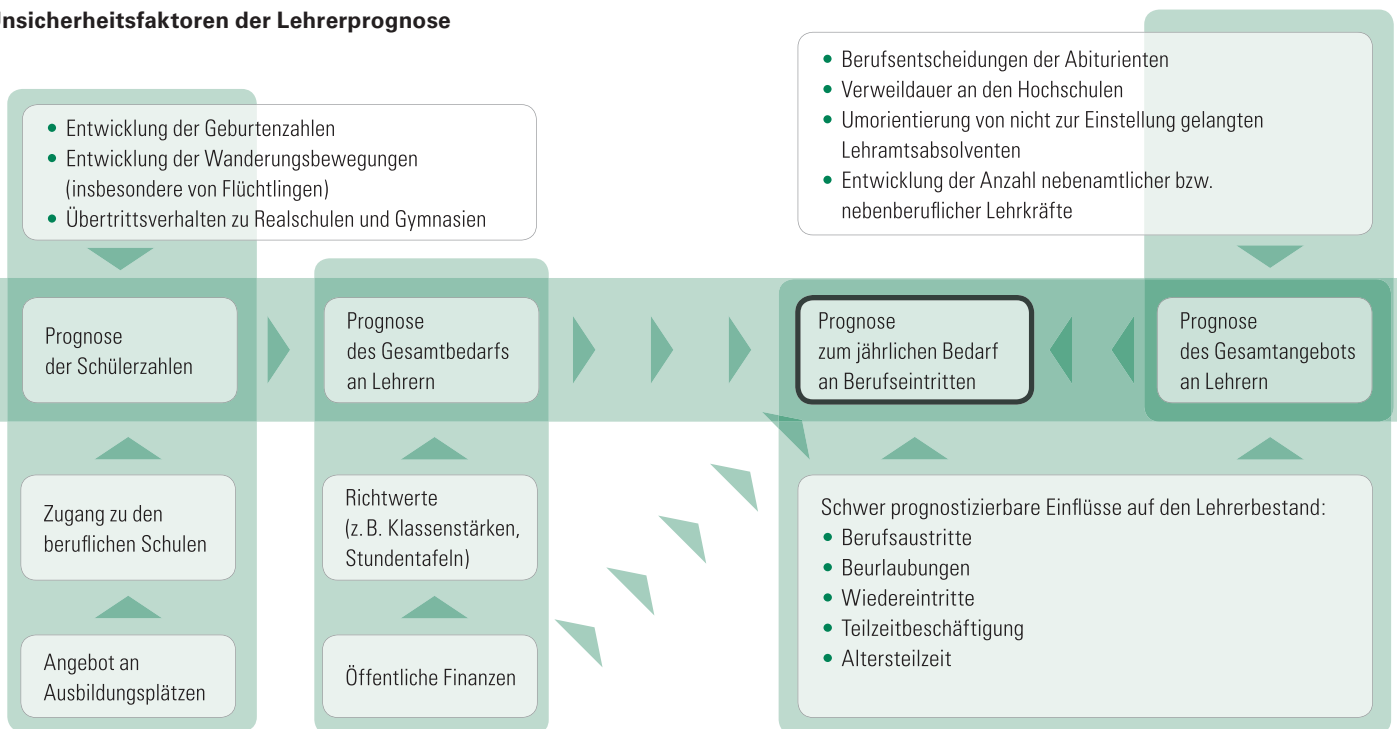 Unsicherheitsfaktoren der Lehrerprognose
• Entwicklung der Geburtenzahlen
• Entwicklung der Wanderungsbewegungen
(insbesondere von Flüchtlingen)
• Übertrittsverhalten zu Realschulen und Gymnasien
• Berufsentscheidungen der Abiturienten
• Verweildauer an den Hochschulen
• Umorientierung von nicht zur Einstellung gelangten
Lehramtsabsolventen
• Entwicklung der Anzahl nebenamtlicher bzw.
nebenberuflicher Lehrkräfte
Prognose
der Schülerzahlen
Prognose
des Gesamtbedarfs
an Lehrern
Prognose
zum jährlichen Bedarf
an Berufseintritten
Prognose
des Gesamtangebots
an Lehrern
Zugang zu den
beruflichen Schulen
Richtwerte
(z. B. Klassenstärken,
Stundentafeln)
Angebot an
Ausbildungsplätzen
Öffentliche Finanzen
Schwer prognostizierbare Einflüsse auf den Lehrerbestand:
• Berufsaustritte
• Beurlaubungen
• Wiedereintritte
• Teilzeitbeschäftigung
• Altersteilzeit